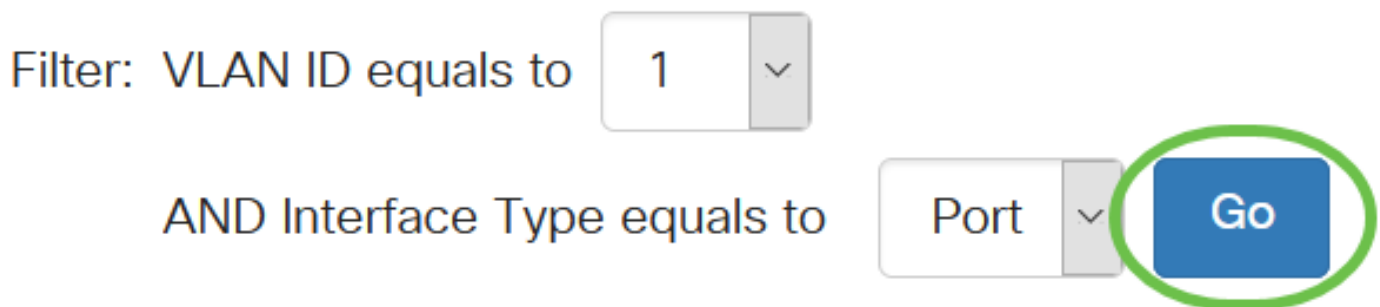 Filter: VLAN ID equals to 1
AND Interface Type equals to Port Go